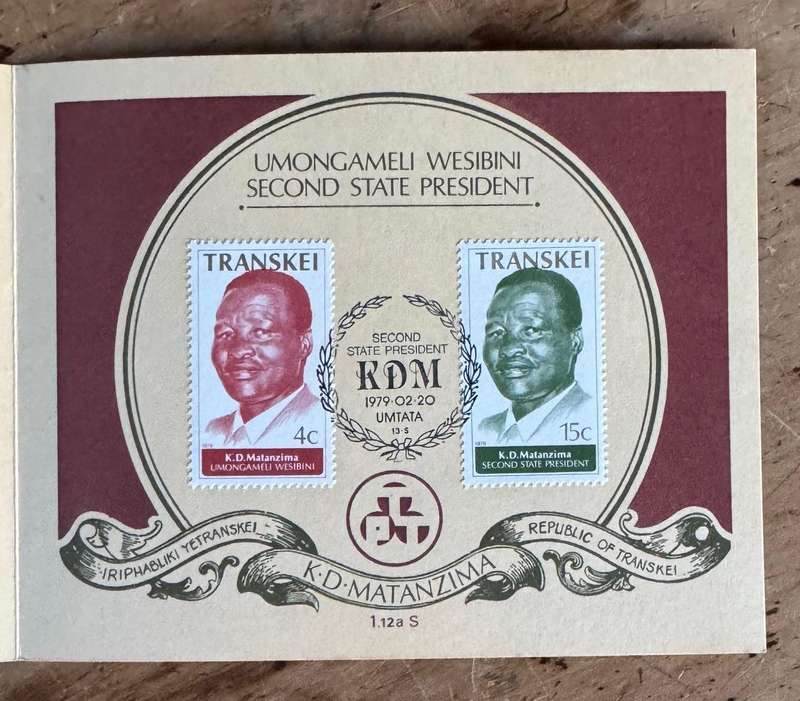 UMONGAMELI WESIBINI
SECOND STATE PRESIDENT
TRANSKEI
4c
1979
K.D.Matanzima
UMONGAMELI WESIBINI
SECOND
STATE PRESIDENT
KDM
1979·02·20
UMTATA
13·S
TRANSKEI
15c
1979
K.D.Matanzima
SECOND STATE PRESIDENT
IRIPHABLIKI YETRANSKEI
K·D·MATANZIMA
REPUBLIC OF TRANSKEI
1.12a S